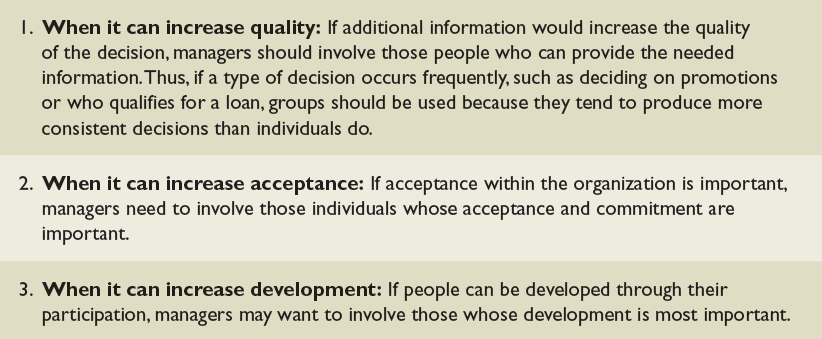 1. When it can increase quality: If additional information would increase the quality
of the decision, managers should involve those people who can provide the needed
information. Thus, if a type of decision occurs frequently, such as deciding on promotions
or who qualifies for a loan, groups should be used because they tend to produce more
consistent decisions than individuals do.
2. When it can increase acceptance: If acceptance within the organization is important,
managers need to involve those individuals whose acceptance and commitment are
important.
3. When it can increase development: If people can be developed through their
participation, managers may want to involve those whose development is most important.